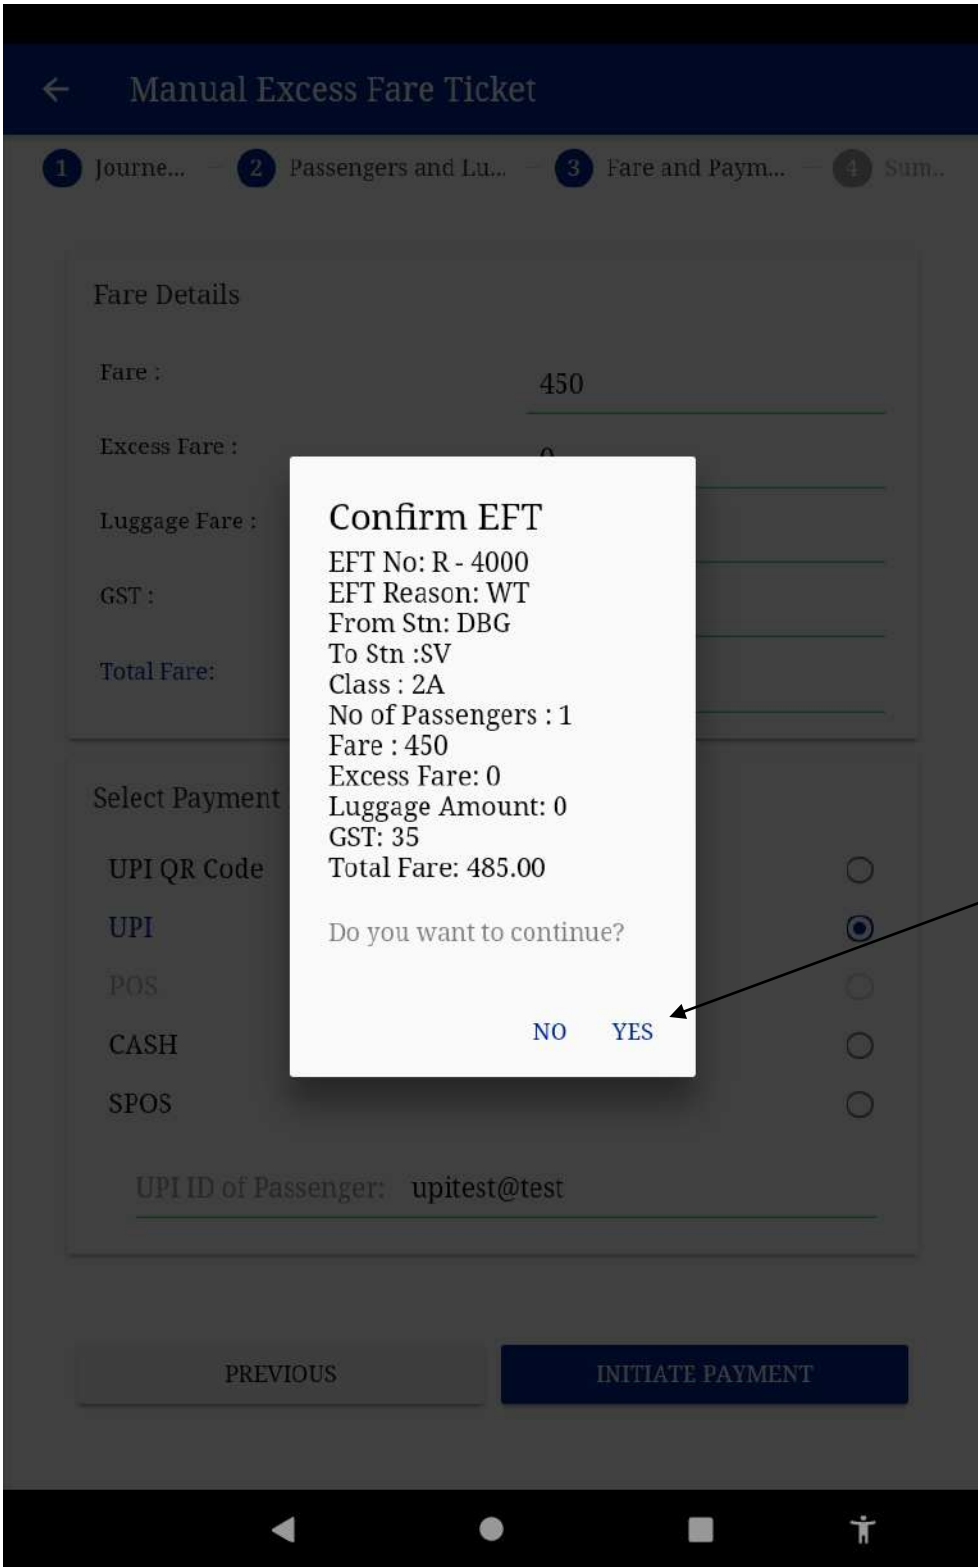 Manual Excess Fare Ticket
1 Journe... 2 Passengers and Lu... 3 Fare and Paym... 4 Sum..
Fare Details
Fare : 450
Excess Fare : 0
Luggage Fare :
GST :
Total Fare:
Confirm EFT
EFT No: R - 4000
EFT Reason: WT
From Stn: DBG
To Stn :SV
Class : 2A
No of Passengers : 1
Fare : 450
Excess Fare: 0
Luggage Amount: 0
GST: 35
Total Fare: 485.00
Do you want to continue?
NO YES
Select Payment
UPI QR Code
UPI
POS
CASH
SPOS
UPI ID of Passenger: upitest@test
PREVIOUS INITIATE PAYMENT